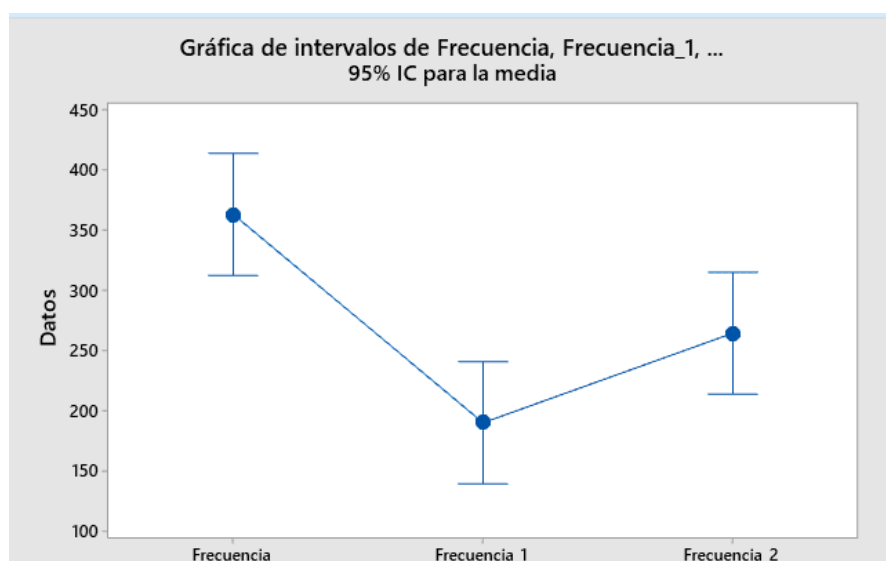 Gráfica de intervalos de Frecuencia, Frecuencia_1, ...
95% IC para la media
450
400
350
300
250
200
150
100
Datos
Frecuencia
Frecuencia_1
Frecuencia_2